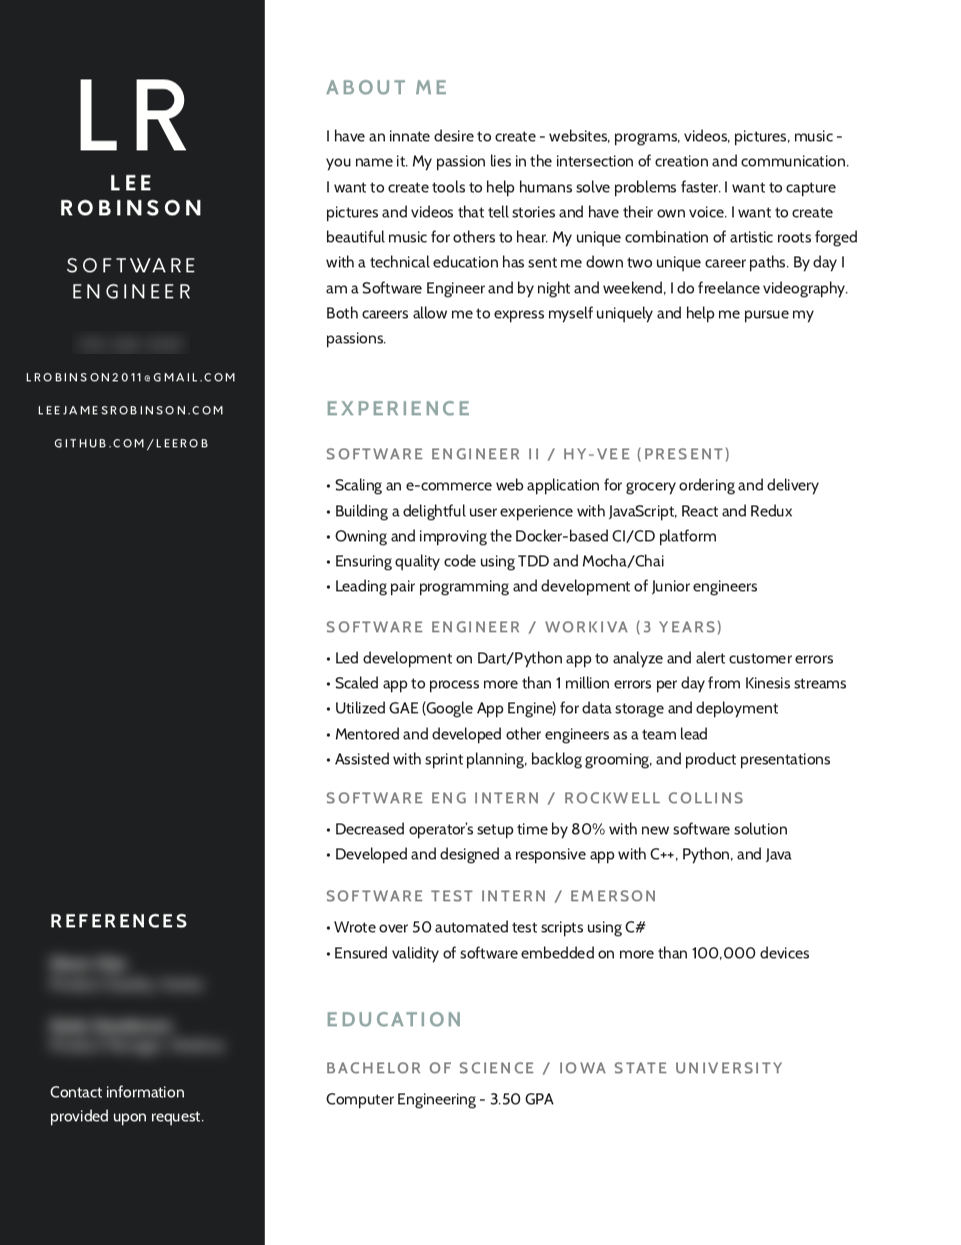 LR
LEE
ROBINSON
SOFTWARE
ENGINEER
LROBINSON2011@GMAIL.COM
LEEJAMESROBINSON.COM
GITHUB.COM/LEEROB
REFERENCES
Contact information
provided upon request.
ABOUT ME
I have an innate desire to create - websites, programs, videos, pictures, music -
you name it. My passion lies in the intersection of creation and communication.
I want to create tools to help humans solve problems faster. I want to capture
pictures and videos that tell stories and have their own voice. I want to create
beautiful music for others to hear. My unique combination of artistic roots forged
with a technical education has sent me down two unique career paths. By day I
am a Software Engineer and by night and weekend, I do freelance videography.
Both careers allow me to express myself uniquely and help me pursue my
passions.
EXPERIENCE
SOFTWARE ENGINEER II / HY-VEE (PRESENT)
• Scaling an e-commerce web application for grocery ordering and delivery
• Building a delightful user experience with JavaScript, React and Redux
• Owning and improving the Docker-based CI/CD platform
• Ensuring quality code using TDD and Mocha/Chai
• Leading pair programming and development of Junior engineers
SOFTWARE ENGINEER / WORKIVA (3 YEARS)
• Led development on Dart/Python app to analyze and alert customer errors
• Scaled app to process more than 1 million errors per day from Kinesis streams
• Utilized GAE (Google App Engine) for data storage and deployment
• Mentored and developed other engineers as a team lead
• Assisted with sprint planning, backlog grooming, and product presentations
SOFTWARE ENG INTERN / ROCKWELL COLLINS
• Decreased operator's setup time by 80% with new software solution
• Developed and designed a responsive app with C++, Python, and Java
SOFTWARE TEST INTERN / EMERSON
• Wrote over 50 automated test scripts using C#
• Ensured validity of software embedded on more than 100,000 devices
EDUCATION
BACHELOR OF SCIENCE / IOWA STATE UNIVERSITY
Computer Engineering - 3.50 GPA